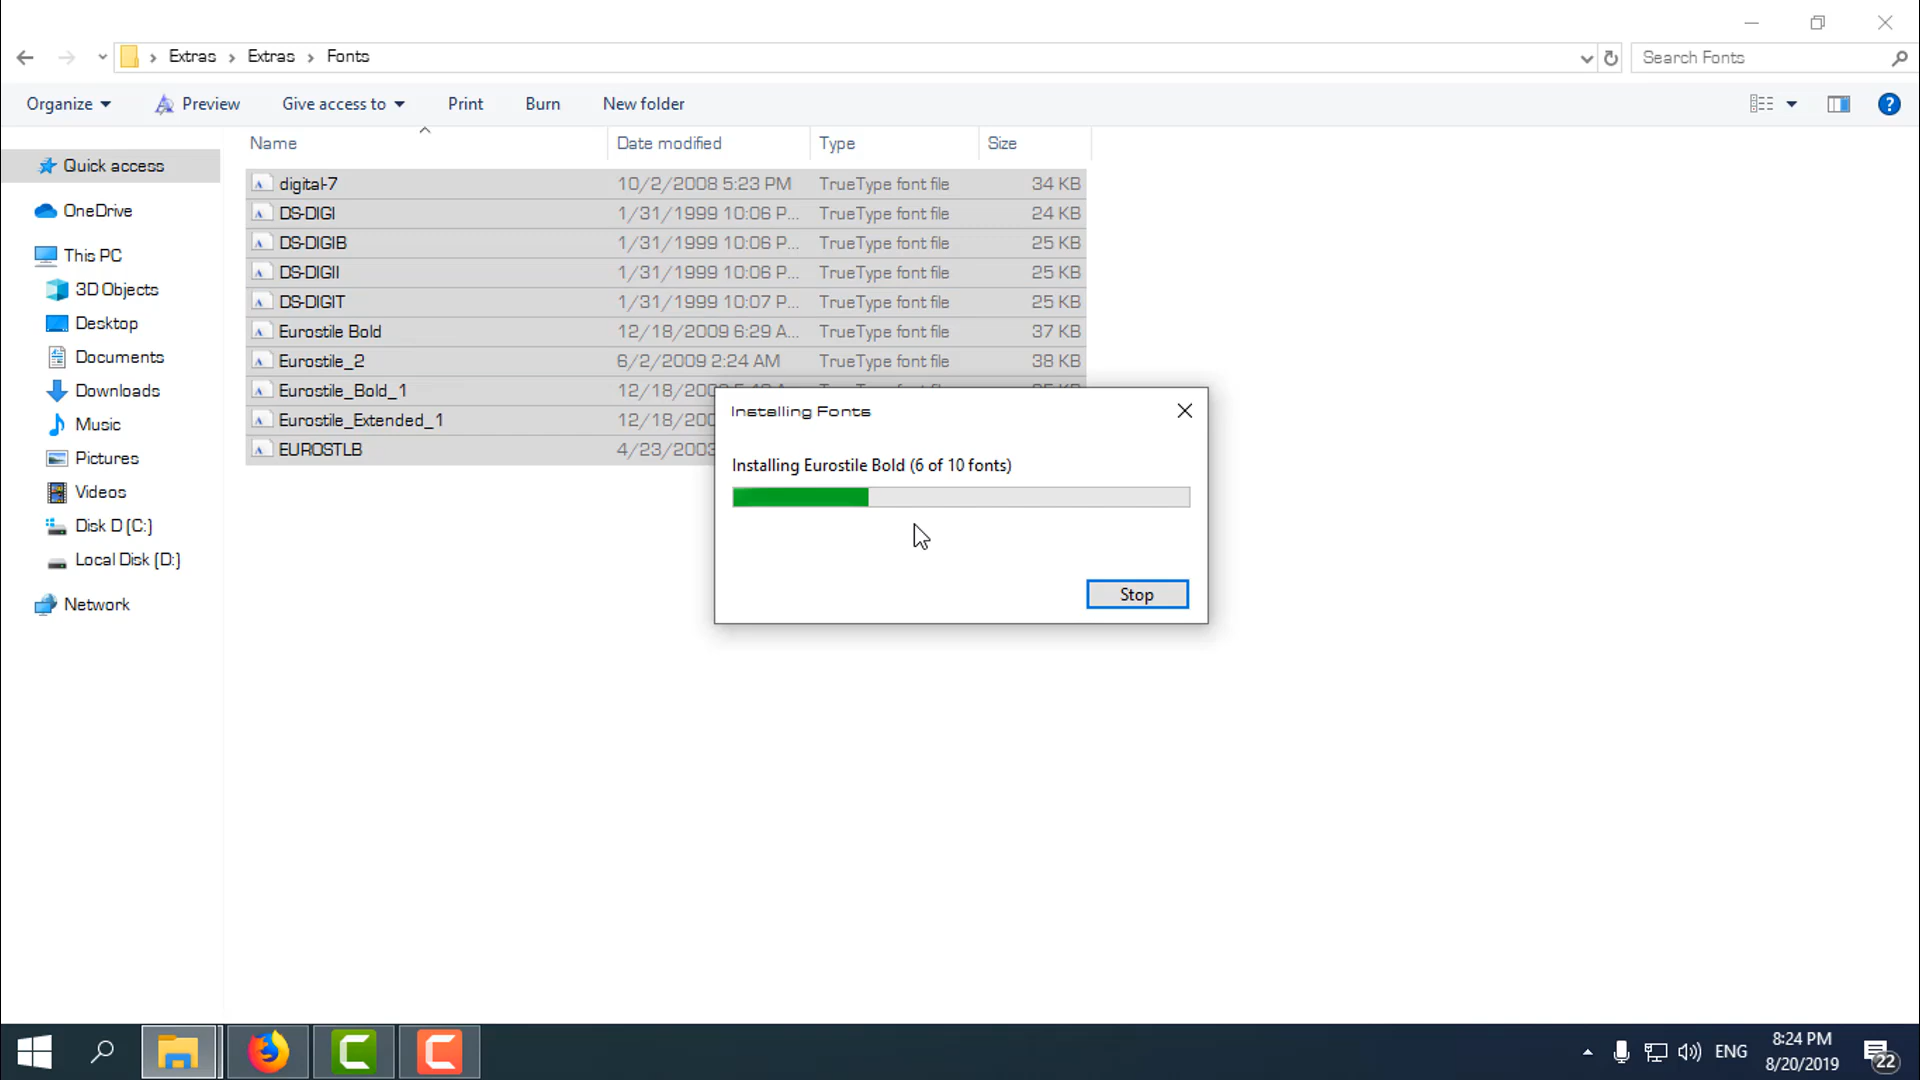 Extras > Extras > Fonts
Search Fonts
Organize Preview Give access to Print Burn New folder
Name Date modified Type Size
Quick access
OneDrive
This PC
3D Objects
Desktop
Documents
Downloads
Music
Pictures
Videos
Disk D (C:)
Local Disk (D:)
Network
digital-7 10/2/2008 5:23 PM TrueType font file 34 KB
DS-DIGI 1/31/1999 10:06 P... TrueType font file 24 KB
DS-DIGIB 1/31/1999 10:06 P... TrueType font file 25 KB
DS-DIGII 1/31/1999 10:06 P... TrueType font file 25 KB
DS-DIGIT 1/31/1999 10:07 P... TrueType font file 25 KB
Eurostile Bold 12/18/2009 6:29 A... TrueType font file 37 KB
Eurostile_2 6/2/2009 2:24 AM TrueType font file 38 KB
Eurostile_Bold_1
Eurostile_Extended_1 12/18/200
EUROSTLB 4/23/2003
Installing Fonts
Installing Eurostile Bold (6 of 10 fonts)
Stop
ENG
8:24 PM
8/20/2019
22